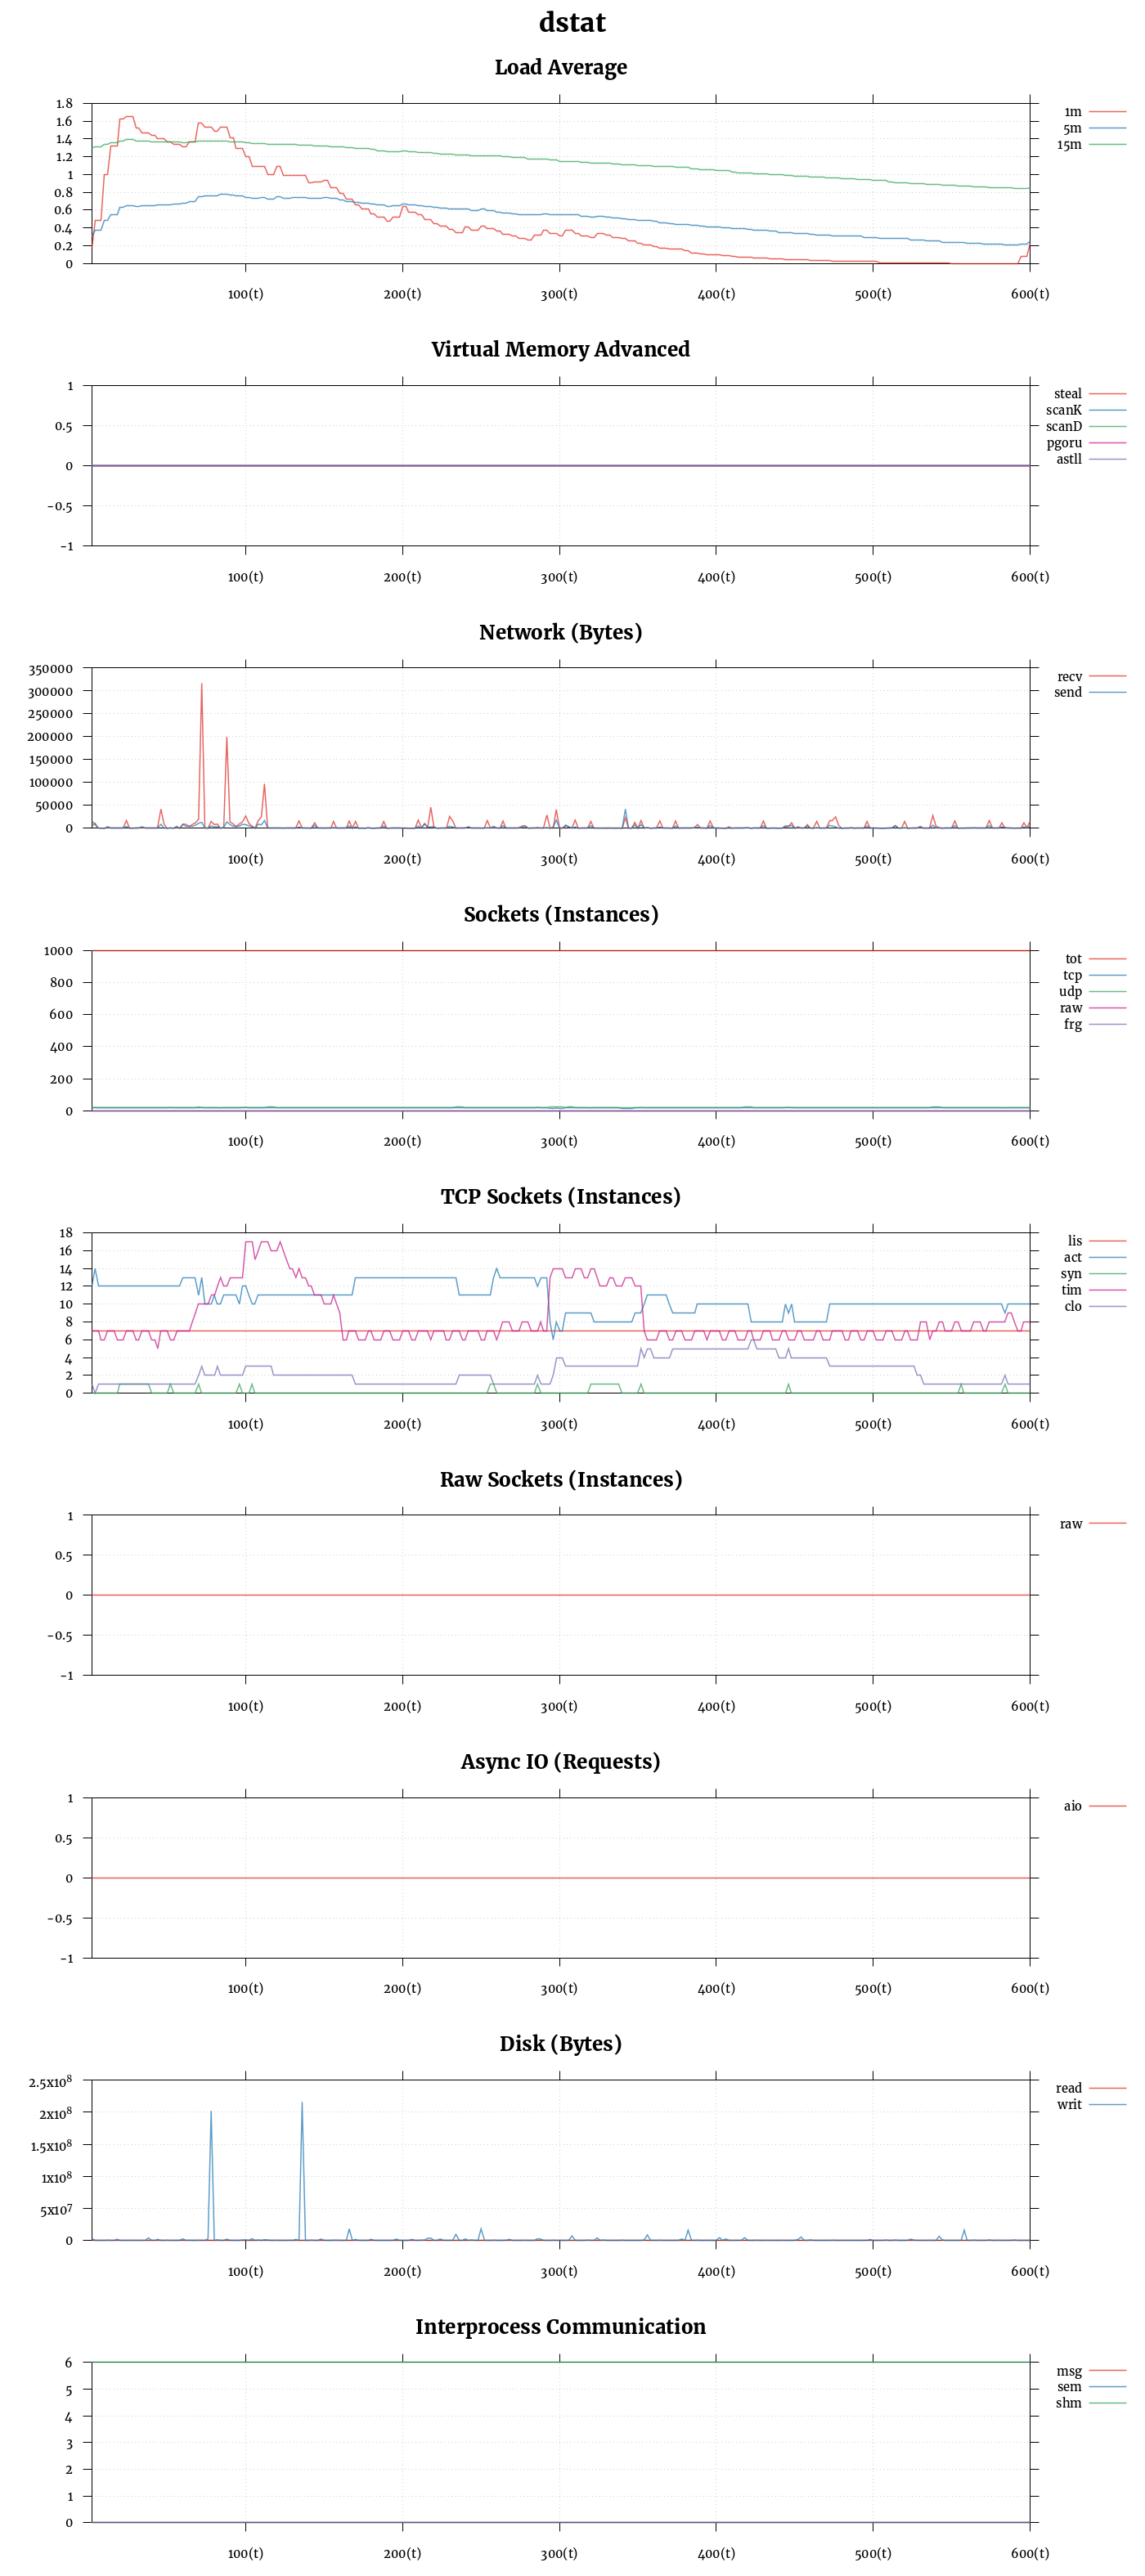 dstat
Load Average
1.8
1.6
1.4
1.2
1
0.8
0.6
0.4
0.2
0
100(t) 200(t) 300(t) 400(t) 500(t) 600(t)
1m
5m
15m
Virtual Memory Advanced
1
0.5
0
-0.5
-1
100(t) 200(t) 300(t) 400(t) 500(t) 600(t)
steal
scanK
scanD
pgoru
astll
Network (Bytes)
350000
300000
250000
200000
150000
100000
50000
0
100(t) 200(t) 300(t) 400(t) 500(t) 600(t)
recv
send
Sockets (Instances)
1000
800
600
400
200
0
100(t) 200(t) 300(t) 400(t) 500(t) 600(t)
tot
tcp
udp
raw
frg
TCP Sockets (Instances)
18
16
14
12
10
8
6
4
2
0
100(t) 200(t) 300(t) 400(t) 500(t) 600(t)
lis
act
syn
tim
clo
Raw Sockets (Instances)
1
0.5
0
-0.5
-1
100(t) 200(t) 300(t) 400(t) 500(t) 600(t)
raw
Async IO (Requests)
1
0.5
0
-0.5
-1
100(t) 200(t) 300(t) 400(t) 500(t) 600(t)
aio
Disk (Bytes)
2.5x10⁸
2x10⁸
1.5x10⁸
1x10⁸
5x10⁷
0
100(t) 200(t) 300(t) 400(t) 500(t) 600(t)
read
writ
Interprocess Communication
6
5
4
3
2
1
0
100(t) 200(t) 300(t) 400(t) 500(t) 600(t)
msg
sem
shm